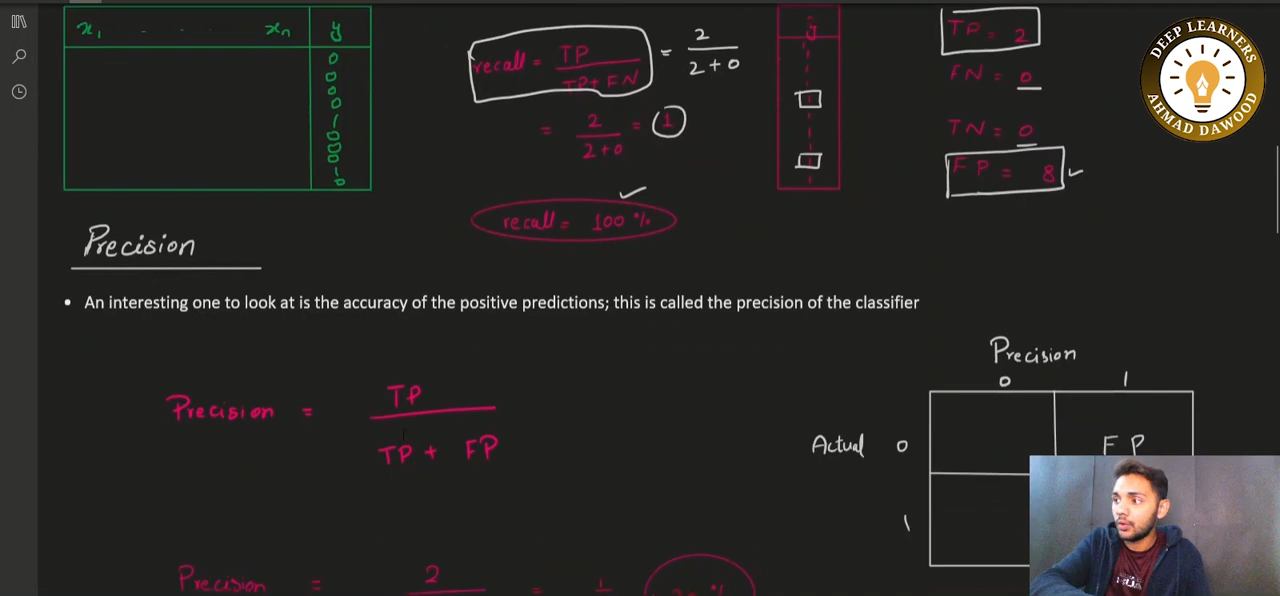 x₁ - - - xₙ y
0
0
0
0
1
0
0
0
1
0
recall = TP / TP + FN = 2 / 2 + 0
= 2 / 2+0 = 1
recall = 100 %
ŷ
TP = 2
FN = 0
TN = 0
FP = 8
DEEP LEARNERS
AHMAD DAWOOD
Precision
• An interesting one to look at is the accuracy of the positive predictions; this is called the precision of the classifier
Precision = TP / TP + FP
Precision
0 1
Actual 0 FP
1
Precision = 2 = 1 %